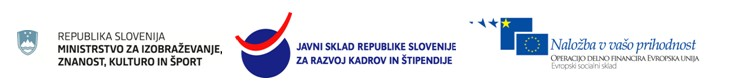 REPUBLIKA SLOVENIJA
MINISTRSTVO ZA IZOBRAŽEVANJE,
ZNANOST, KULTURO IN ŠPORT
JAVNI SKLAD REPUBLIKE SLOVENIJE
ZA RAZVOJ KADROV IN ŠTIPENDIJE
Naložba v vašo prihodnost
OPERACIJO DELNO FINANCIRA EVROPSKA UNIJA
Evropski socialni sklad